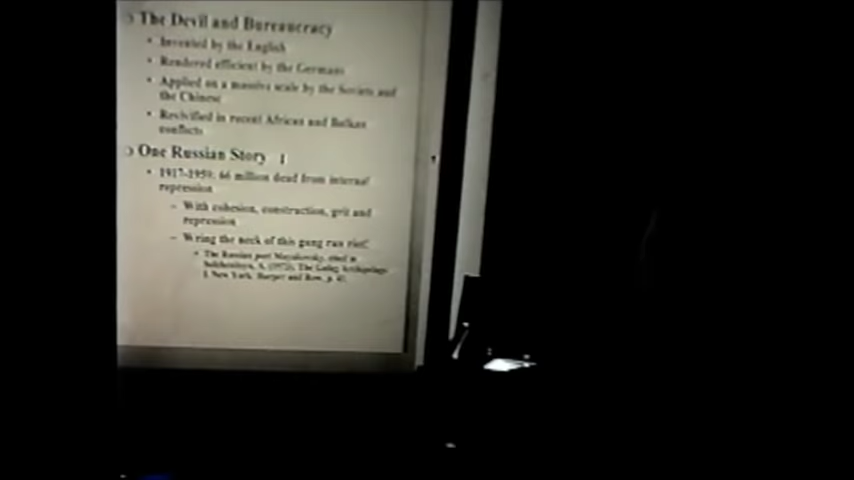 The Devil and Bureaucracy
• Invented by the English
• Rendered efficient by the Germans
• Applied on a massive scale by the Soviets and
the Chinese
• Revivified in recent African and Balkan
conflicts
One Russian Story
• 1917-1959: 66 million dead from internal
repression
– With cohesion, construction, grit and
repression
– Wring the neck of this gang run riot!
• The Russian poet Mayakovsky, cited in
Solzhenitsyn, A. (1973). The Gulag Archipelago
I. New York: Harper and Row, p. 41.